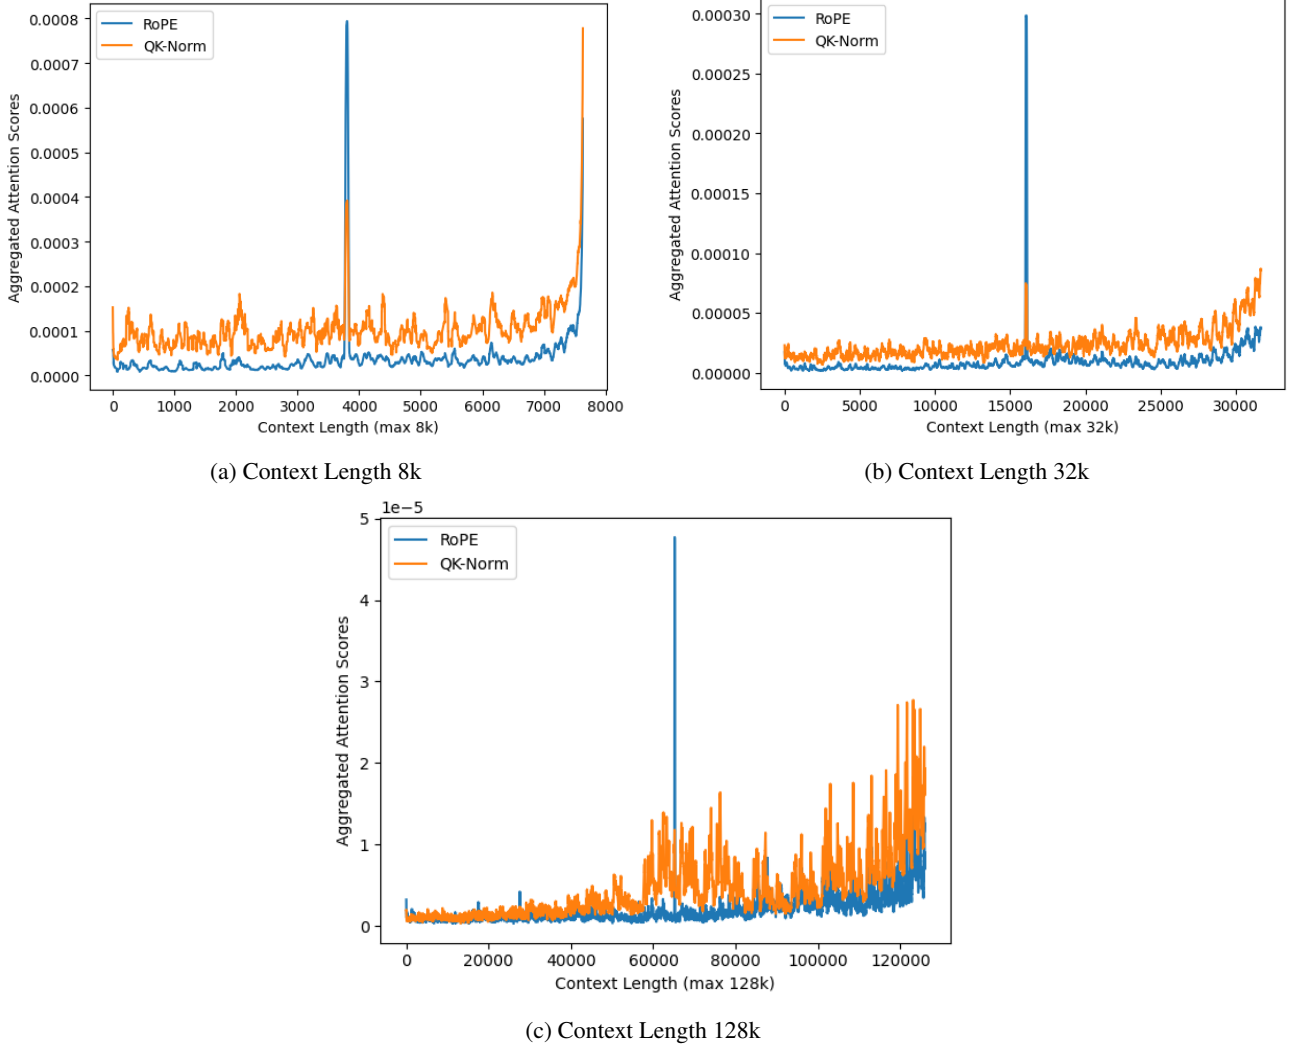 0.0008
0.0007
0.0006
0.0005
0.0004
0.0003
0.0002
0.0001
0.0000
Aggregated Attention Scores
RoPE
QK-Norm
0 1000 2000 3000 4000 5000 6000 7000 8000
Context Length (max 8k)
(a) Context Length 8k
0.00030
0.00025
0.00020
0.00015
0.00010
0.00005
0.00000
Aggregated Attention Scores
RoPE
QK-Norm
0 5000 10000 15000 20000 25000 30000
Context Length (max 32k)
(b) Context Length 32k
1e−5
5
4
3
2
1
0
Aggregated Attention Scores
RoPE
QK-Norm
0 20000 40000 60000 80000 100000 120000
Context Length (max 128k)
(c) Context Length 128k